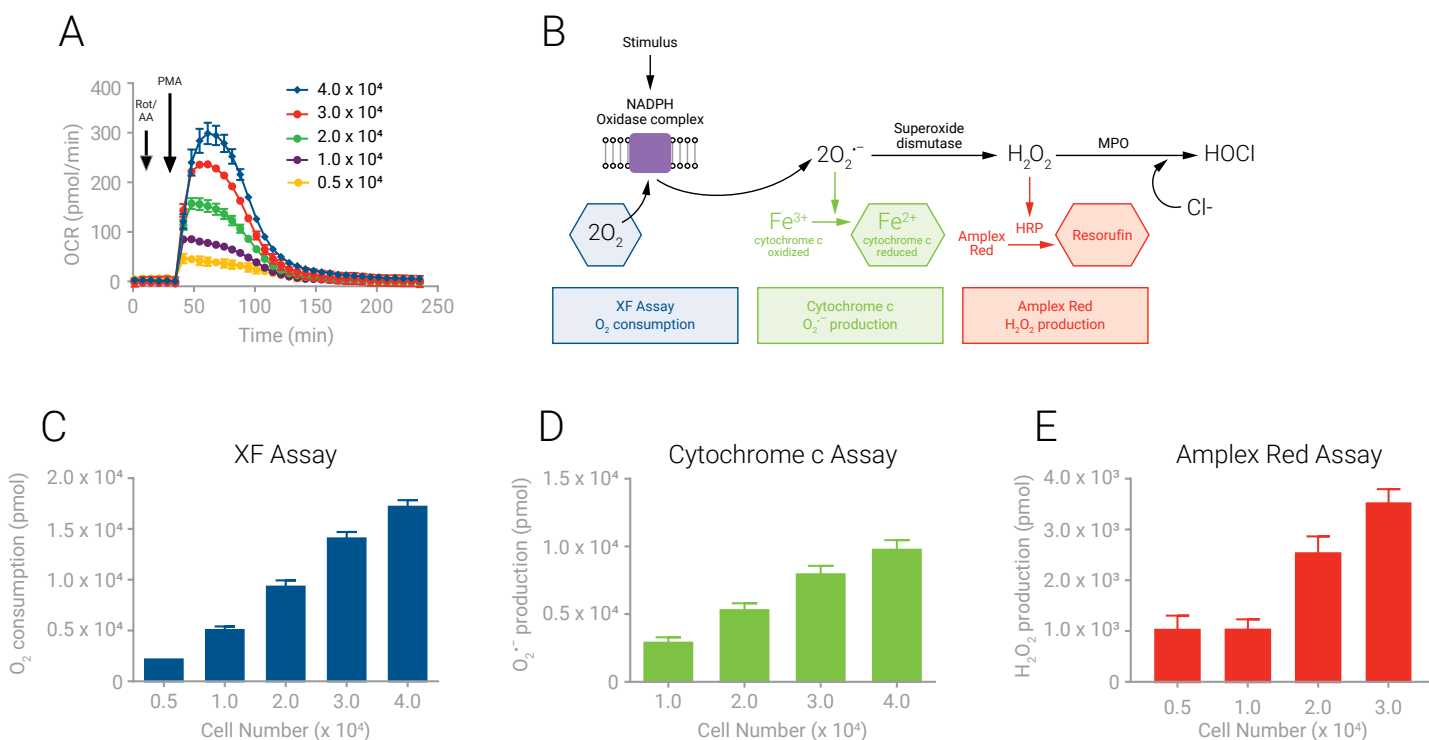 A
400
300
200
100
0
OCR (pmol/min)
Rot/
AA
PMA
4.0 x 10⁴
3.0 x 10⁴
2.0 x 10⁴
1.0 x 10⁴
0.5 x 10⁴
0 50 100 150 200 250
Time (min)
B
Stimulus
NADPH
Oxidase complex
2O₂
2O₂•−
Superoxide
dismutase
H₂O₂
MPO
HOCl
Cl-
Fe³⁺
cytochrome c
oxidized
Fe²⁺
cytochrome c
reduced
Amplex
Red
HRP
Resorufin
XF Assay
O₂ consumption
Cytochrome c
O₂•− production
Amplex Red
H₂O₂ production
C
XF Assay
O₂ consumption (pmol)
2.0 x 10⁴
1.5 x 10⁴
1.0 x 10⁴
0.5 x 10⁴
0
0.5 1.0 2.0 3.0 4.0
Cell Number (x 10⁴)
D
Cytochrome c Assay
O₂•− production (pmol)
1.5 x 10⁴
1.0 x 10⁴
0.5 x 10⁴
0
1.0 2.0 3.0 4.0
Cell Number (x 10⁴)
E
Amplex Red Assay
H₂O₂ production (pmol)
4.0 x 10³
3.0 x 10³
2.0 x 10³
1.0 x 10³
0
0.5 1.0 2.0 3.0
Cell Number (x 10⁴)